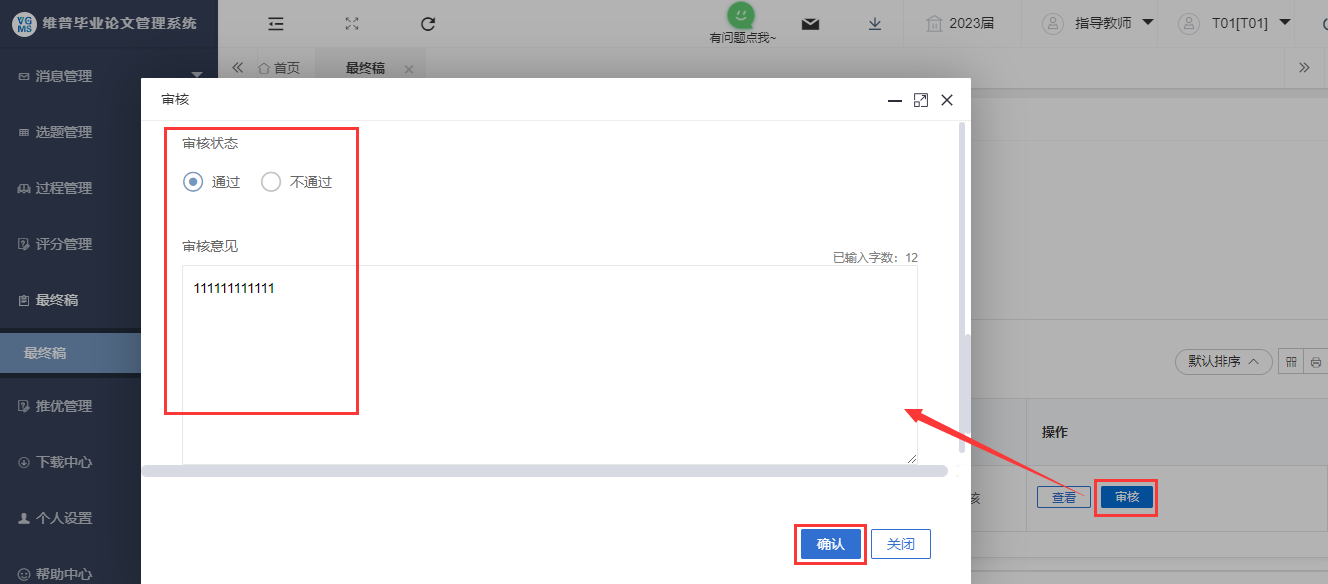 VG
MS
维普毕业论文管理系统
有问题点我~
2023届
指导教师
T01[T01]
消息管理
选题管理
过程管理
评分管理
最终稿
最终稿
推优管理
下载中心
个人设置
帮助中心
首页
最终稿
审核
审核状态
通过
不通过
审核意见
已输入字数：12
111111111111
确认
关闭
默认排序
操作
核
查看
审核